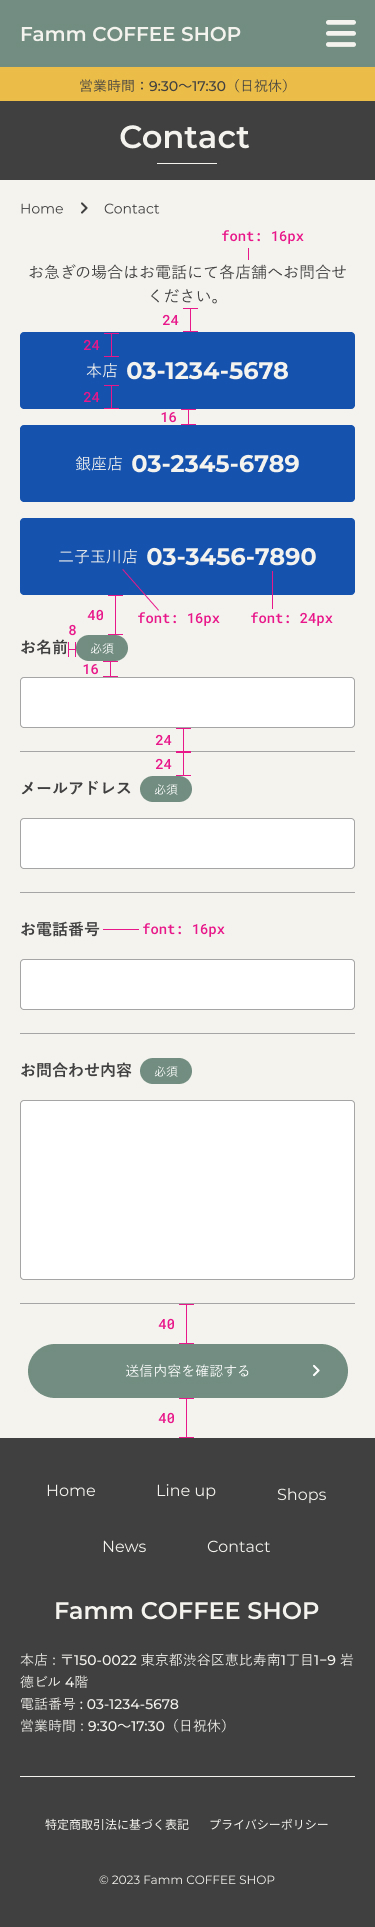 Famm COFFEE SHOP
営業時間：9:30〜17:30（日祝休）
Contact
Home Contact
font: 16px
お急ぎの場合はお電話にて各店舗へお問合せ
ください。
24
24
本店 03-1234-5678
24
16
銀座店 03-2345-6789
二子玉川店 03-3456-7890
40 font: 16px font: 24px
8
お名前 必須
16
24
24
メールアドレス 必須
お電話番号 font: 16px
お問合わせ内容 必須
40
送信内容を確認する
40
Home Line up Shops
News Contact
Famm COFFEE SHOP
本店 : 〒150-0022 東京都渋谷区恵比寿南1丁目1−9 岩
徳ビル 4階
電話番号 : 03-1234-5678
営業時間 : 9:30〜17:30（日祝休）
特定商取引法に基づく表記 プライバシーポリシー
© 2023 Famm COFFEE SHOP